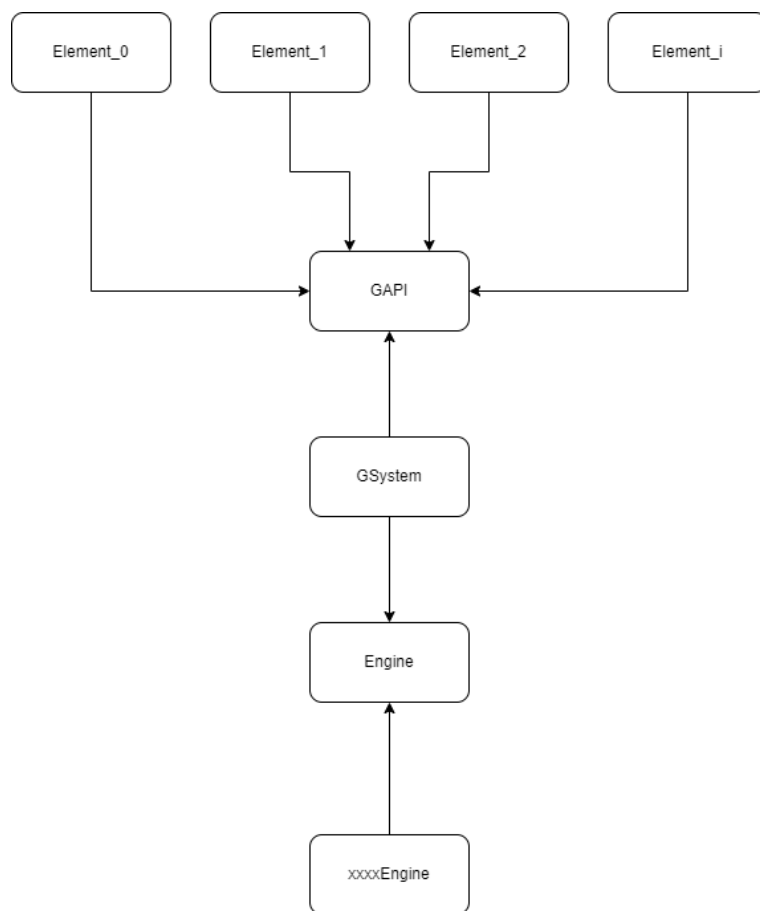 Element_0
Element_1
Element_2
Element_i
GAPI
GSystem
Engine
xxxxEngine